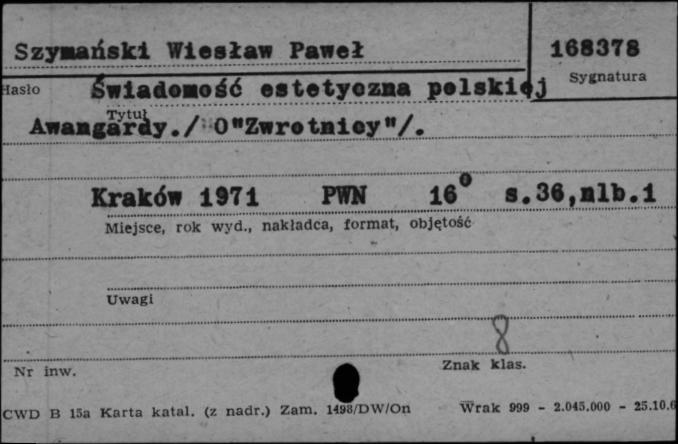 Szymański Wiesław Paweł
168378
Hasło
Sygnatura
Świadomość estetyczna polskiej
Tytuł
Awangardy./ O"Zwrotnicy"/.
Kraków 1971 PWN 16° s.36,nlb.1
Miejsce, rok wyd., nakładca, format, objętość
Uwagi
8
Nr inw.
Znak klas.
CWD B 15a Karta katal. (z nadr.) Zam. 1498/DW/On Wrak 999 - 2.045.000 - 25.10.6